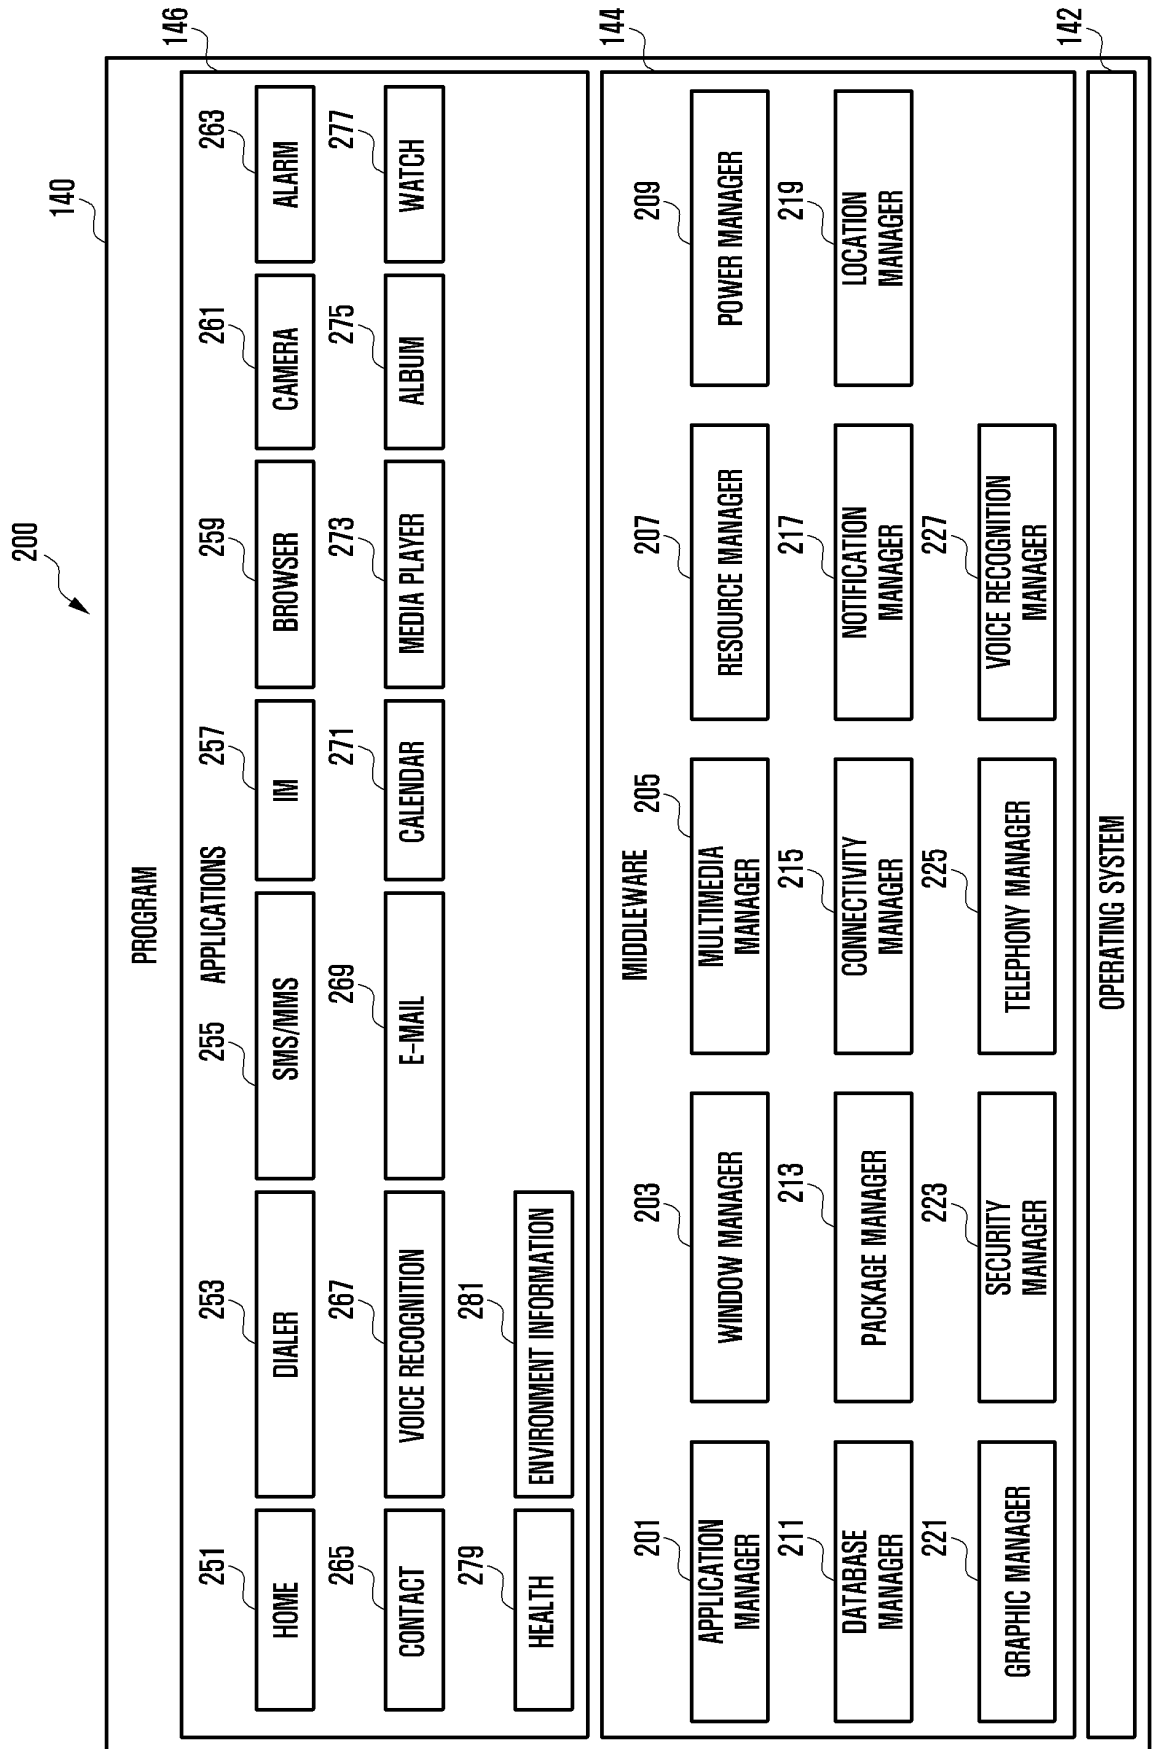 200
140
PROGRAM
146
APPLICATIONS
251
253
255
257
259
261
263
HOME
DIALER
SMS/MMS
IM
BROWSER
CAMERA
ALARM
265
267
269
271
273
275
277
CONTACT
VOICE RECOGNITION
E-MAIL
CALENDAR
MEDIA PLAYER
ALBUM
WATCH
279
281
HEALTH
ENVIRONMENT INFORMATION
144
MIDDLEWARE
201
203
205
207
209
APPLICATION
MANAGER
WINDOW MANAGER
MULTIMEDIA
MANAGER
RESOURCE MANAGER
POWER MANAGER
211
213
215
217
219
DATABASE
MANAGER
PACKAGE MANAGER
CONNECTIVITY
MANAGER
NOTIFICATION
MANAGER
LOCATION
MANAGER
221
223
225
227
GRAPHIC MANAGER
SECURITY
MANAGER
TELEPHONY MANAGER
VOICE RECOGNITION
MANAGER
142
OPERATING SYSTEM